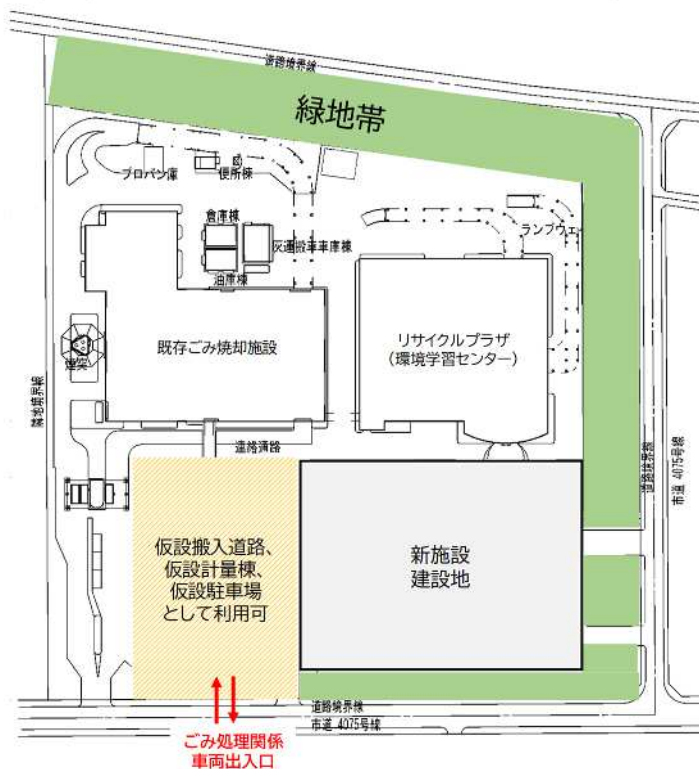 道路境界線
緑地帯
プロパン庫
便所棟
倉庫棟
灰運搬車車庫棟
ランプウェー
油庫棟
既存ごみ焼却施設
リサイクルプラザ
(環境学習センター)
煙突
隣地境界線
連絡通路
道路境界線
市道 4075号線
仮設搬入道路、
仮設計量棟、
仮設駐車場
として利用可
新施設
建設地
道路境界線
市道 4075号線
ごみ処理関係
車両出入口